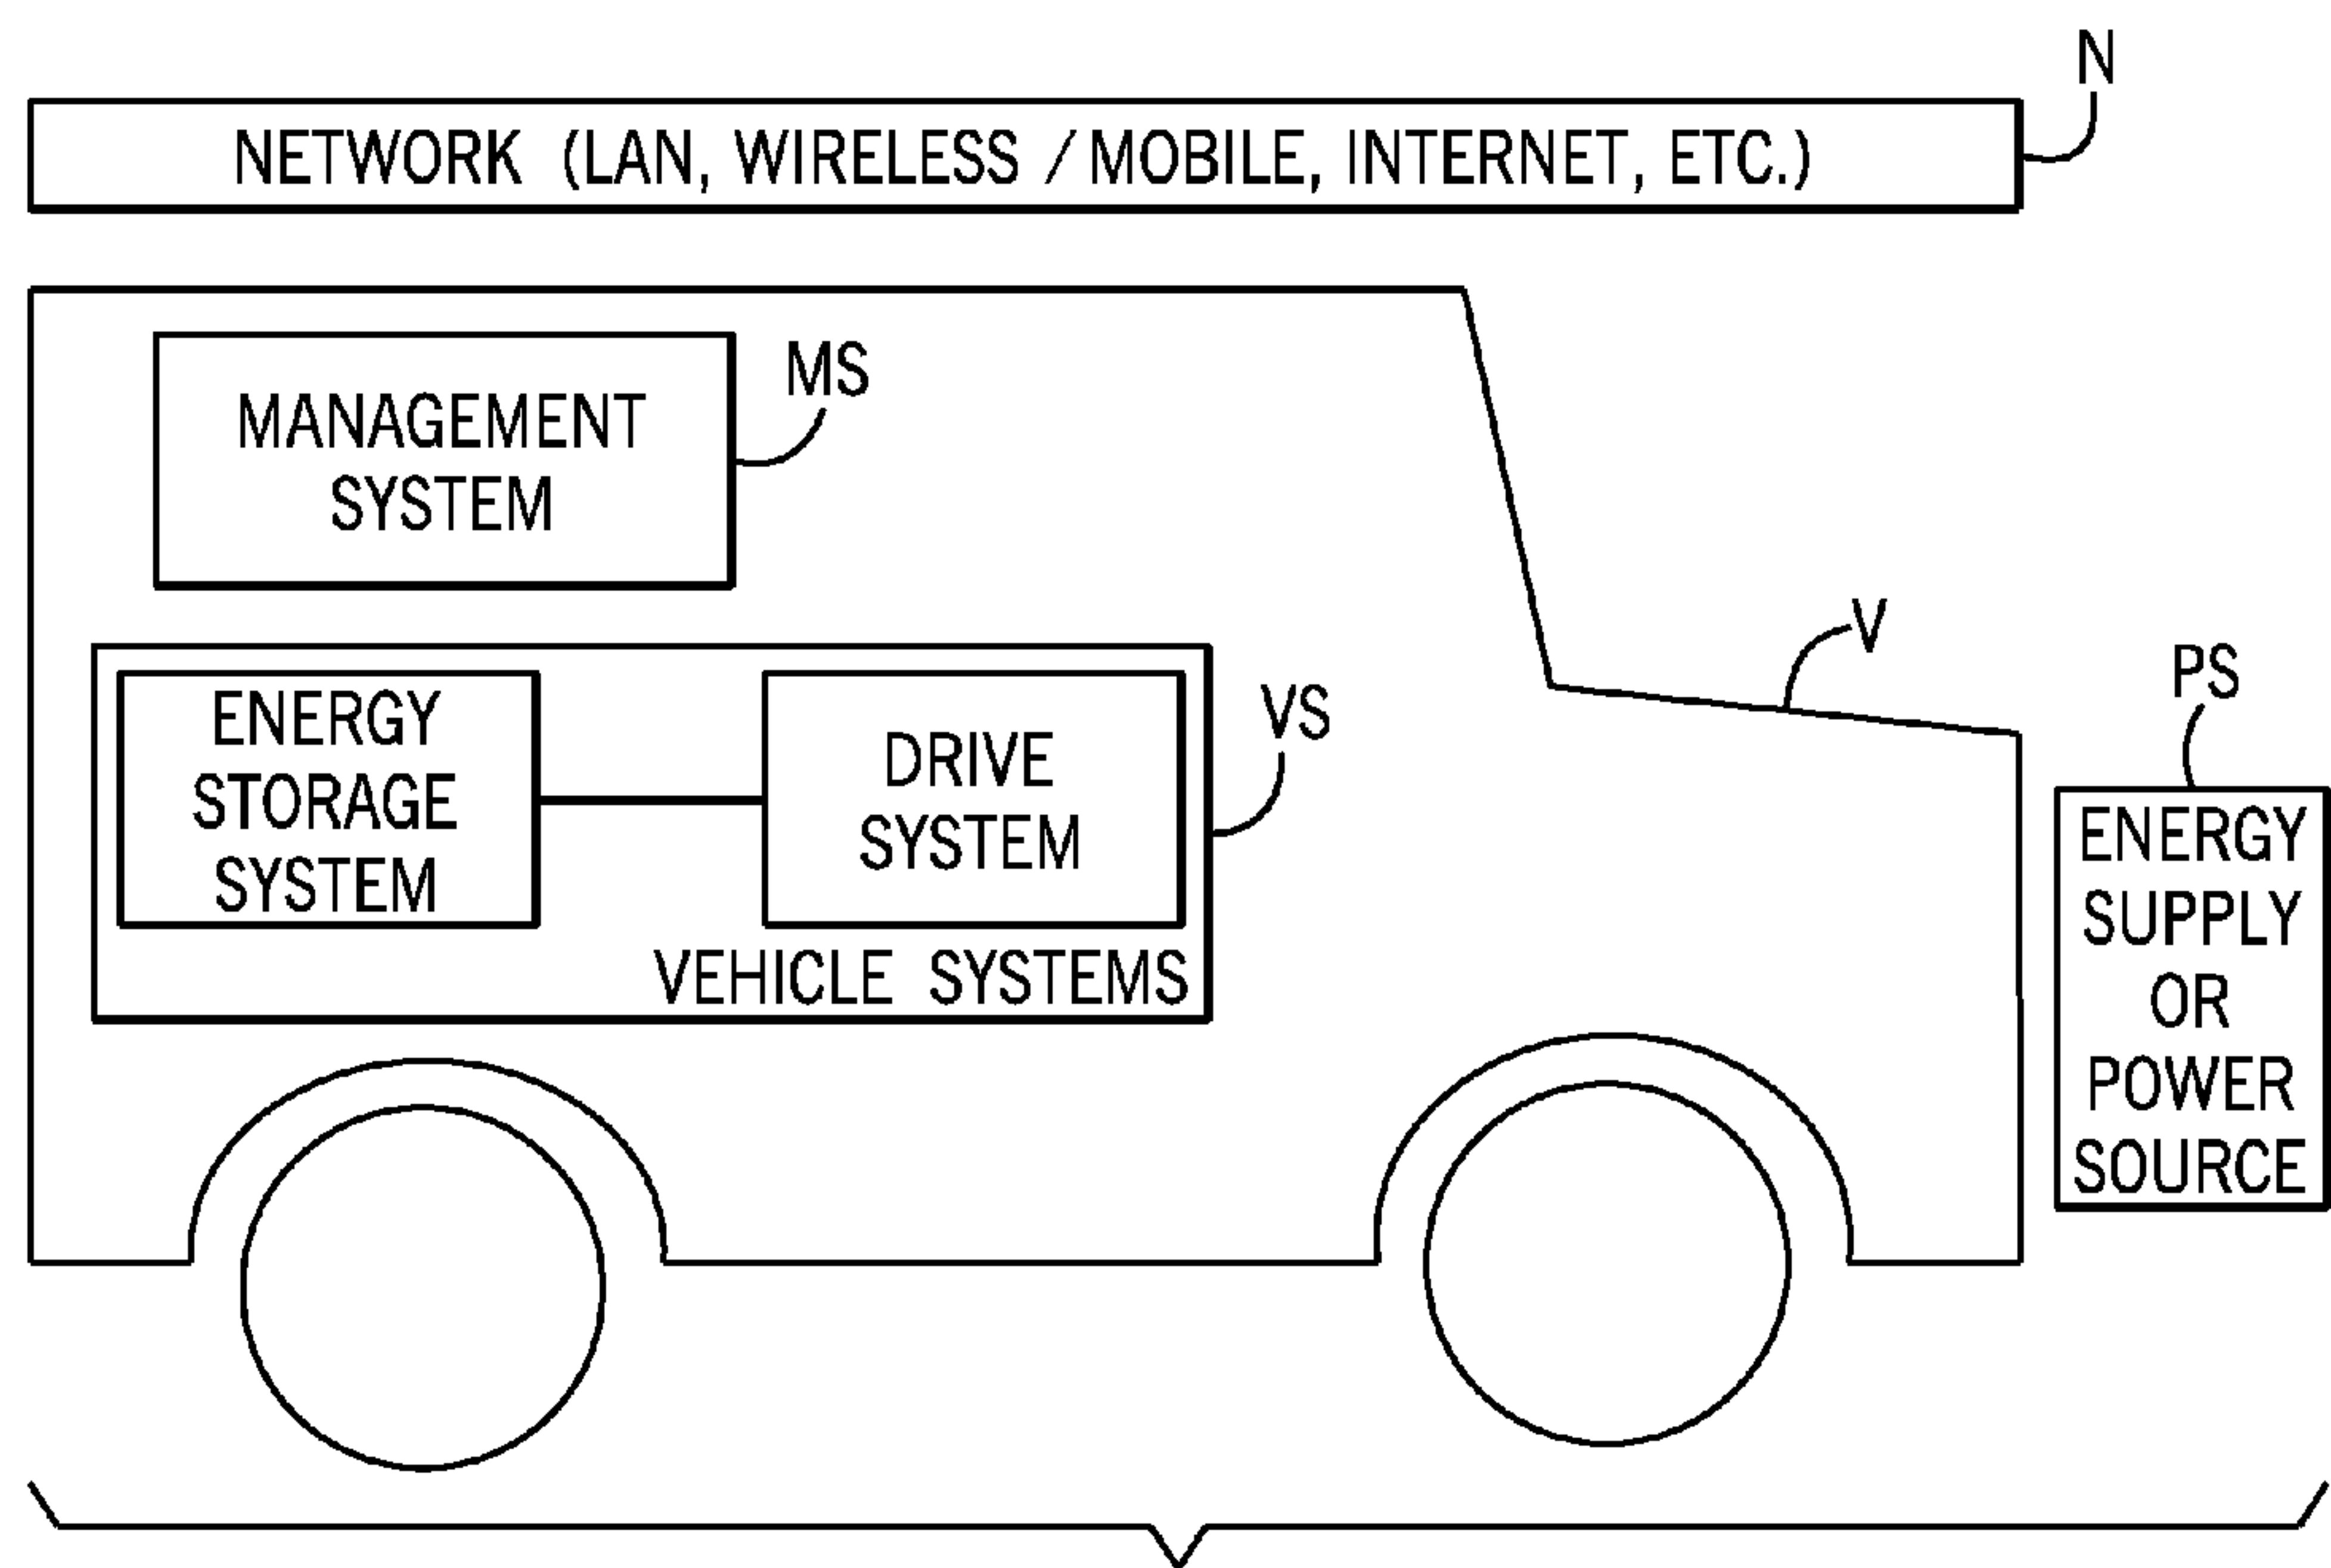 N
NETWORK (LAN, WIRELESS / MOBILE, INTERNET, ETC.)
MANAGEMENT
SYSTEM
MS
ENERGY
STORAGE
SYSTEM
DRIVE
SYSTEM
VEHICLE SYSTEMS
VS
V
PS
ENERGY
SUPPLY
OR
POWER
SOURCE